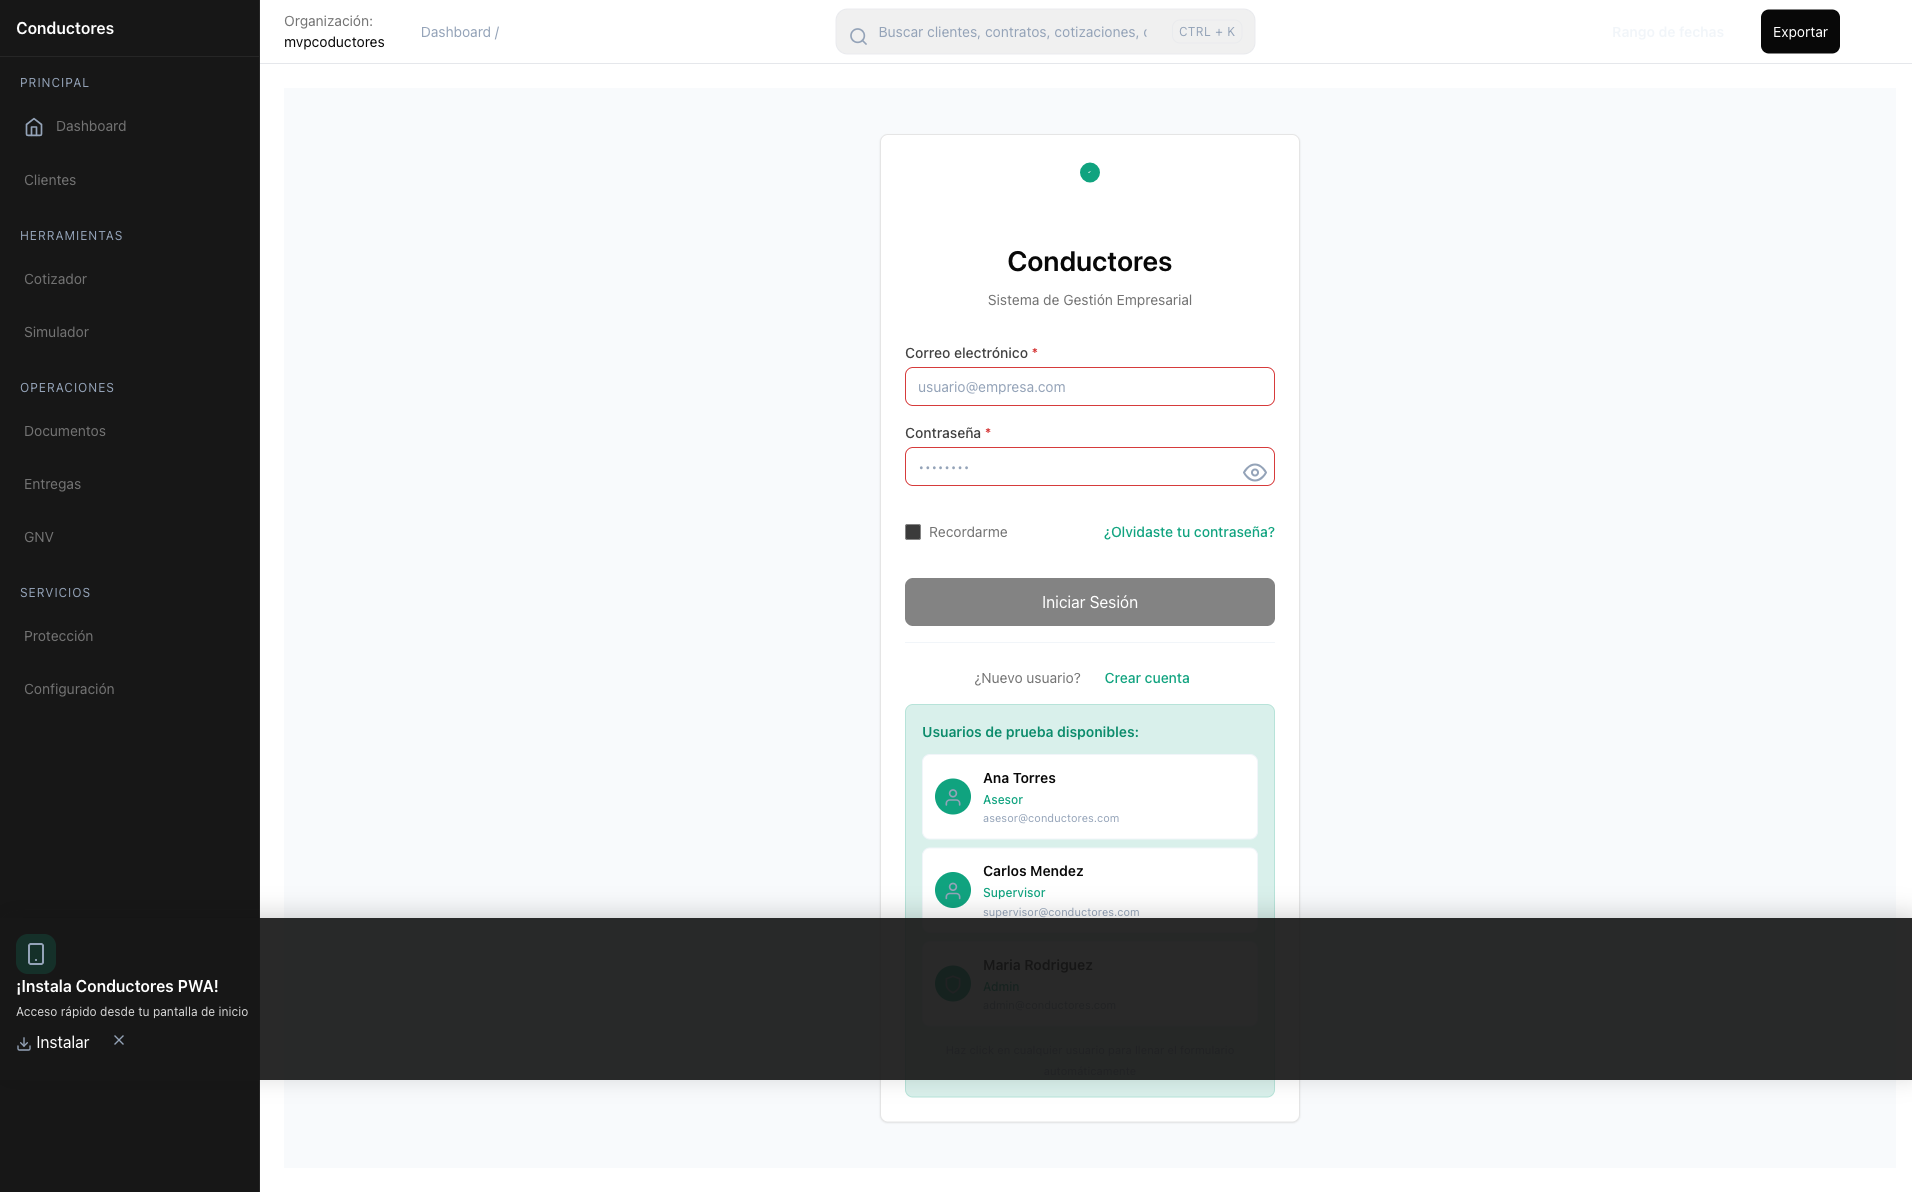 Conductores
PRINCIPAL
Dashboard
Clientes
HERRAMIENTAS
Cotizador
Simulador
OPERACIONES
Documentos
Entregas
GNV
SERVICIOS
Protección
Configuración
¡Instala Conductores PWA!
Acceso rápido desde tu pantalla de inicio
Instalar
Organización:
mvpcoductores
Dashboard /
Buscar clientes, contratos, cotizaciones,
CTRL + K
Rango de fechas
Exportar
Conductores
Sistema de Gestión Empresarial
Correo electrónico *
usuario@empresa.com
Contraseña *
••••••••
Recordarme
¿Olvidaste tu contraseña?
Iniciar Sesión
¿Nuevo usuario?
Crear cuenta
Usuarios de prueba disponibles:
Ana Torres
Asesor
asesor@conductores.com
Carlos Mendez
Supervisor
supervisor@conductores.com
María Rodríguez
Admin